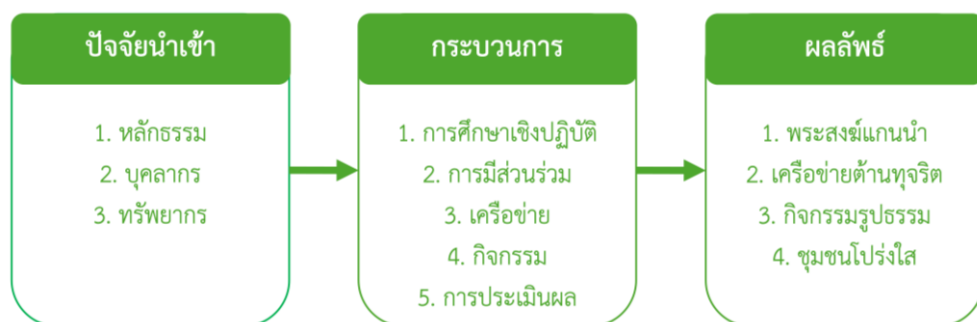 ปัจจัยนำเข้า
1. หลักธรรม
2. บุคลากร
3. ทรัพยากร
กระบวนการ
1. การศึกษาเชิงปฏิบัติ
2. การมีส่วนร่วม
3. เครือข่าย
4. กิจกรรม
5. การประเมินผล
ผลลัพธ์
1. พระสงฆ์แกนนำ
2. เครือข่ายต้านทุจริต
3. กิจกรรมรูปธรรม
4. ชุมชนโปร่งใส